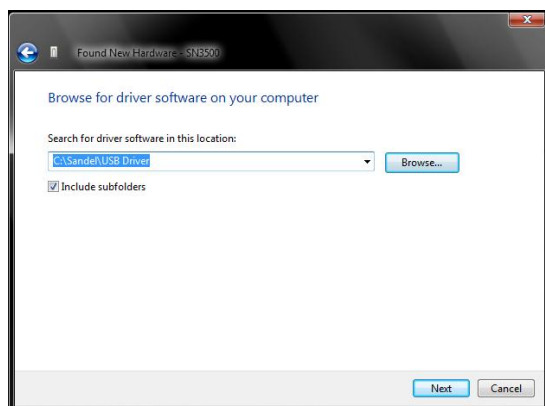 Found New Hardware - SN3500
Browse for driver software on your computer
Search for driver software in this location:
C:\Sandel\USB Driver
Browse...
Include subfolders
Next
Cancel